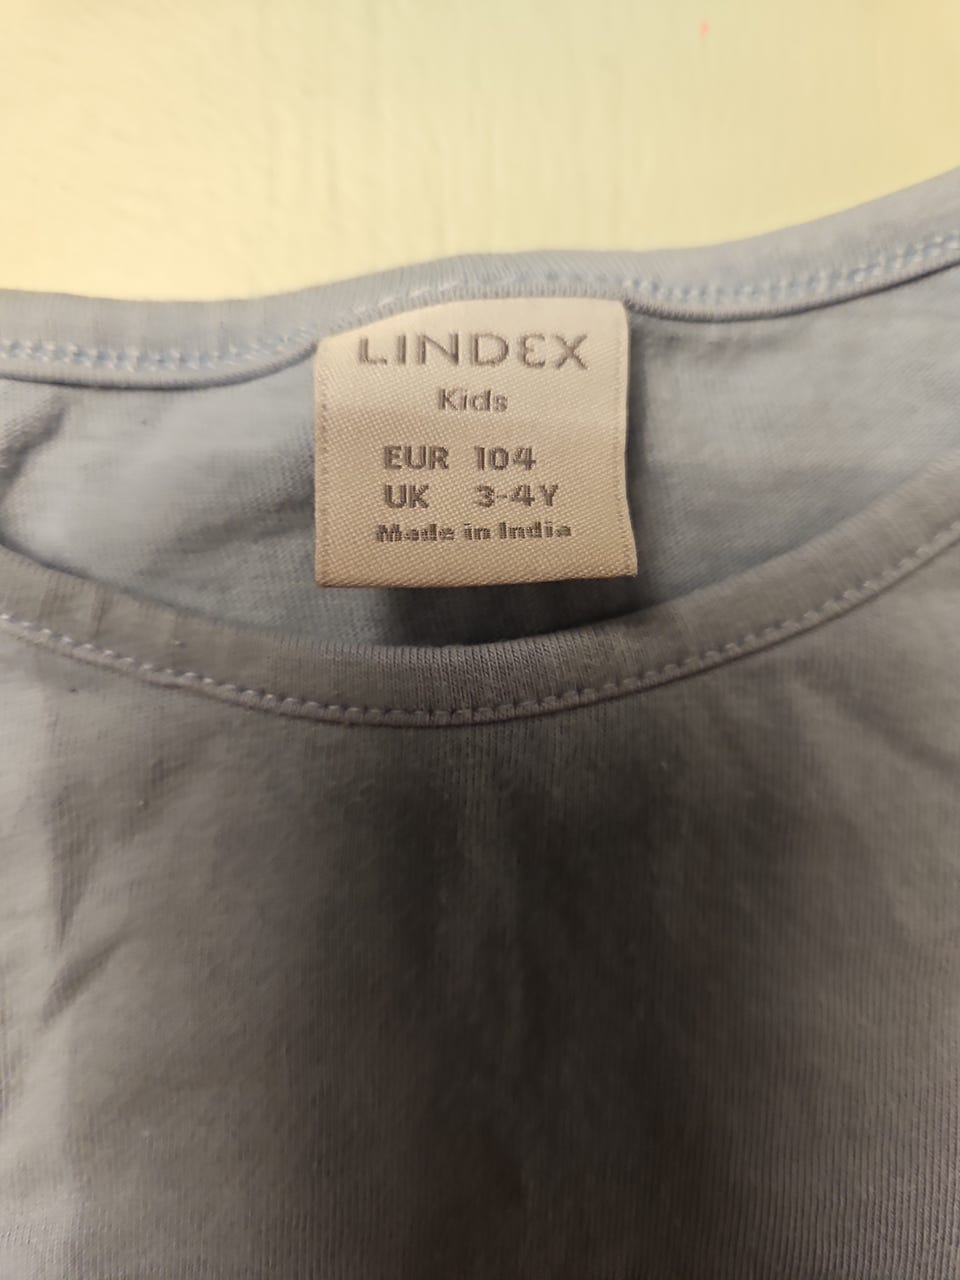 LINDEX
Kids
EUR 104
UK 3-4Y
Made in India